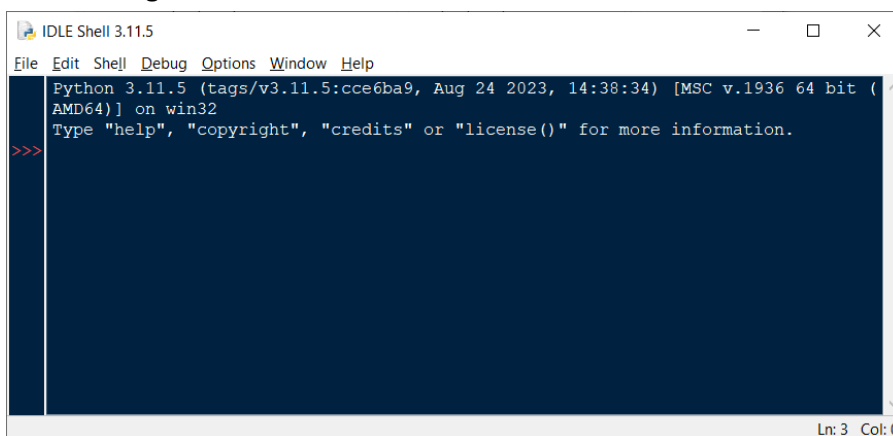 IDLE Shell 3.11.5
File Edit Shell Debug Options Window Help
Python 3.11.5 (tags/v3.11.5:cce6ba9, Aug 24 2023, 14:38:34) [MSC v.1936 64 bit (
AMD64)] on win32
Type "help", "copyright", "credits" or "license()" for more information.
>>>
Ln: 3 Col: